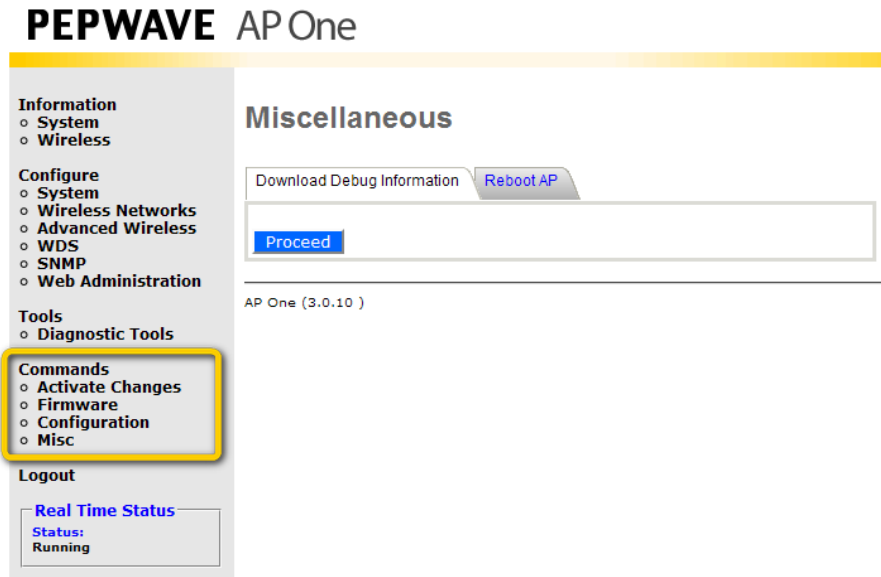 PEPWAVE AP One
Information
System
Wireless
Configure
System
Wireless Networks
Advanced Wireless
WDS
SNMP
Web Administration
Tools
Diagnostic Tools
Commands
Activate Changes
Firmware
Configuration
Misc
Logout
Real Time Status
Status:
Running
Miscellaneous
Download Debug Information Reboot AP
Proceed
AP One (3.0.10 )